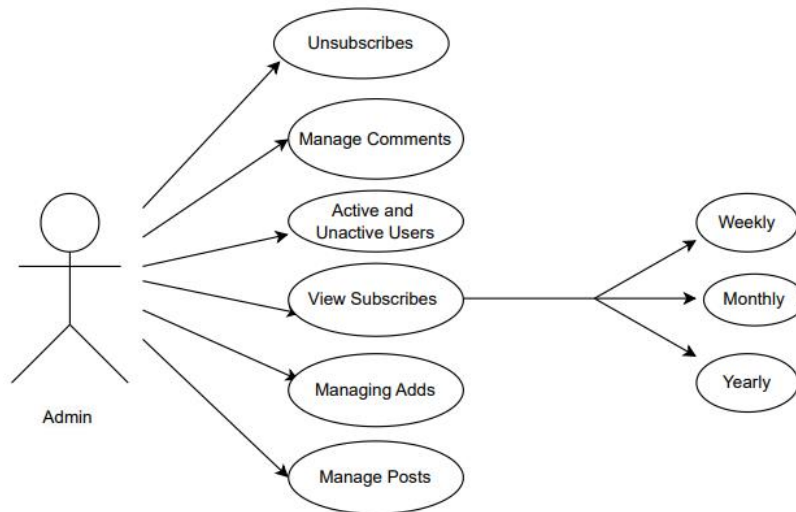 Unsubscribes
Manage Comments
Active and
Unactive Users
View Subscribes
Managing Adds
Manage Posts
Admin
Weekly
Monthly
Yearly